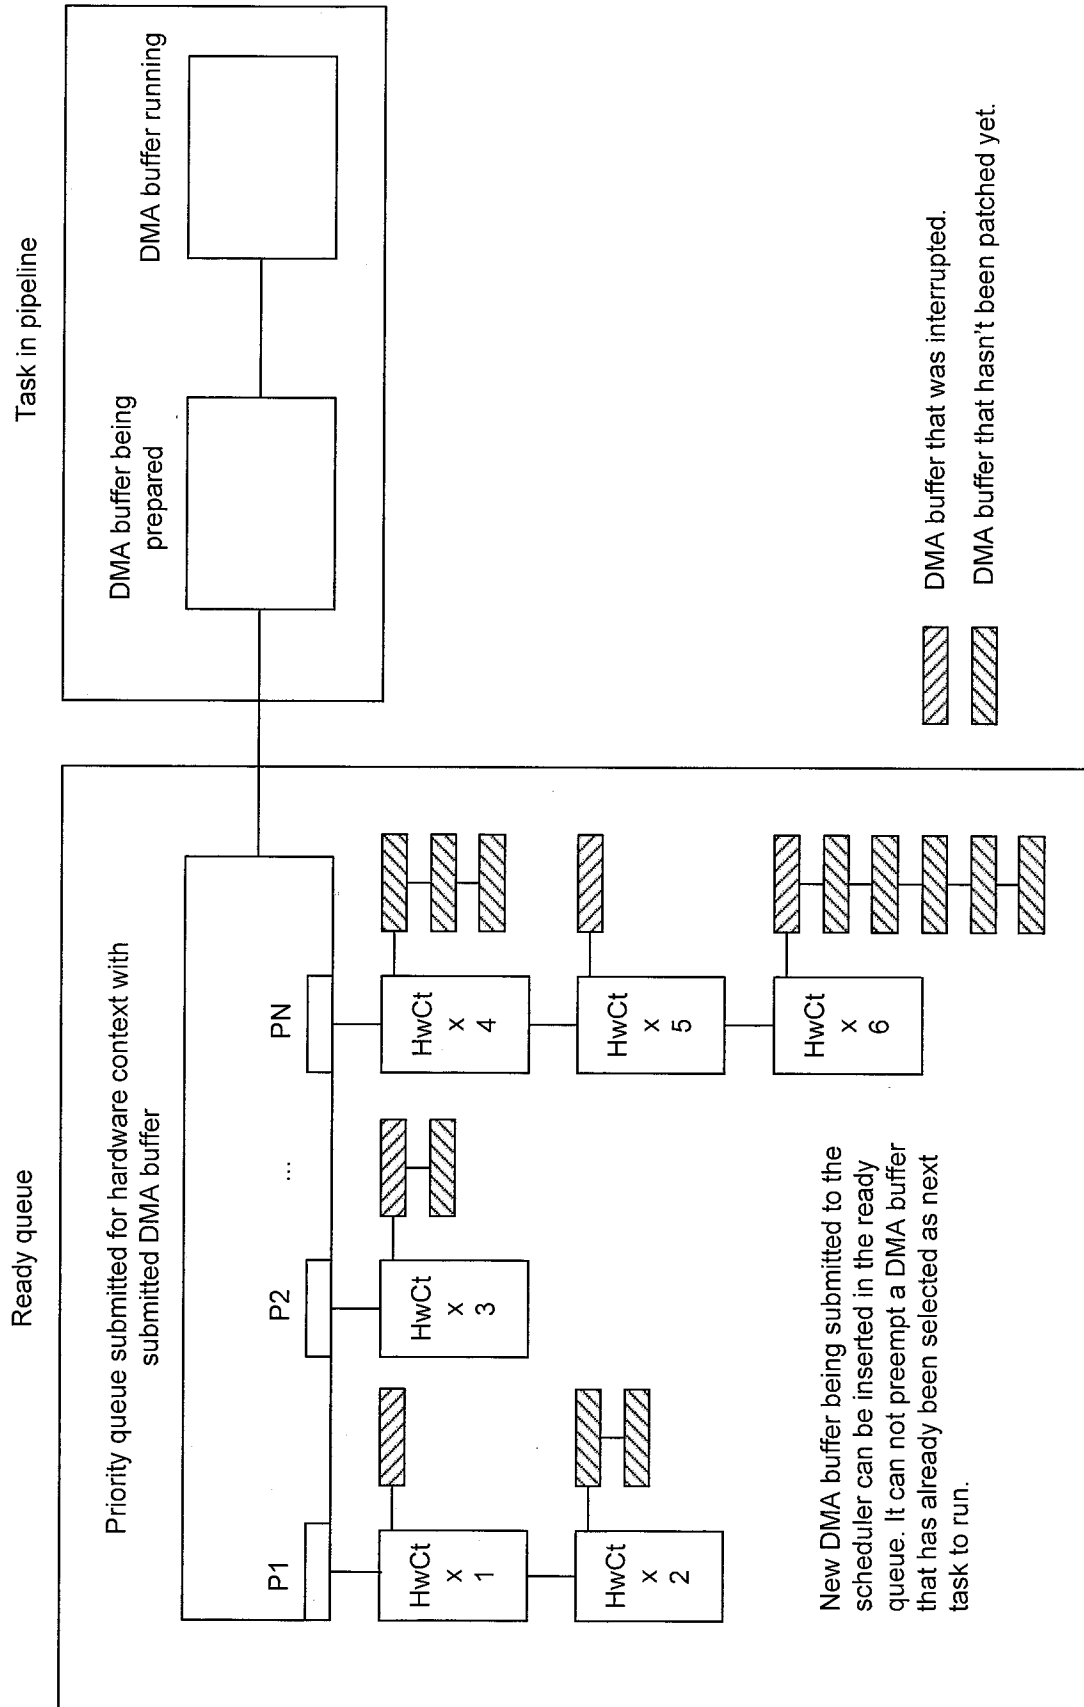 Ready queue
Task in pipeline
Priority queue submitted for hardware context with
submitted DMA buffer
DMA buffer being
prepared
DMA buffer running
P1
P2
...
PN
HwCt
x
1
HwCt
x
2
HwCt
x
3
HwCt
x
4
HwCt
x
5
HwCt
x
6
New DMA buffer being submitted to the
scheduler can be inserted in the ready
queue. It can not preempt a DMA buffer
that has already been selected as next
task to run.
DMA buffer that was interrupted.
DMA buffer that hasn't been patched yet.